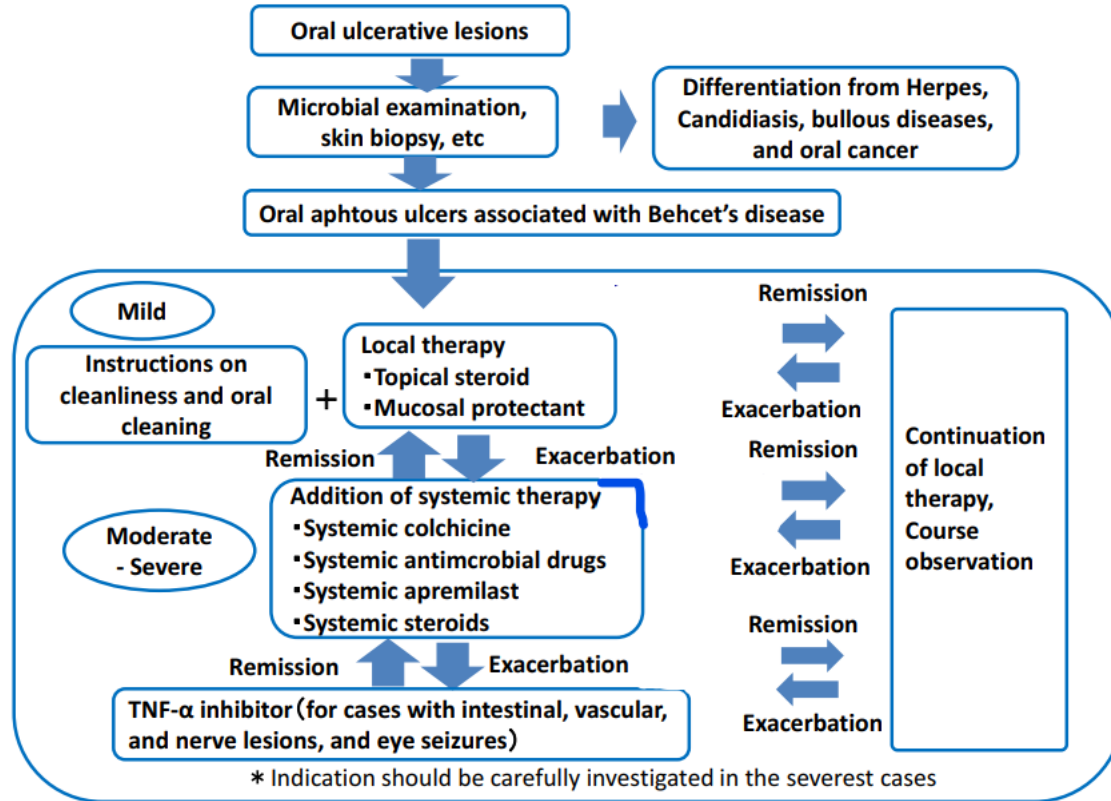 Oral ulcerative lesions
Microbial examination,
skin biopsy, etc
Differentiation from Herpes,
Candidiasis, bullous diseases,
and oral cancer
Oral aphtous ulcers associated with Behcet’s disease
Mild
Instructions on
cleanliness and oral
cleaning
+
Local therapy
・Topical steroid
・Mucosal protectant
Remission
Exacerbation
Remission
Exacerbation
Moderate
- Severe
Addition of systemic therapy
・Systemic colchicine
・Systemic antimcrobial drugs
・Systemic apremilast
・Systemic steroids
Remission
Exacerbation
Remission
Exacerbation
TNF-α inhibitor（for cases with intestinal, vascular,
and nerve lesions, and eye seizures）
Remission
Exacerbation
Continuation
of local
therapy,
Course
observation
* Indication should be carefully investigated in the severest cases